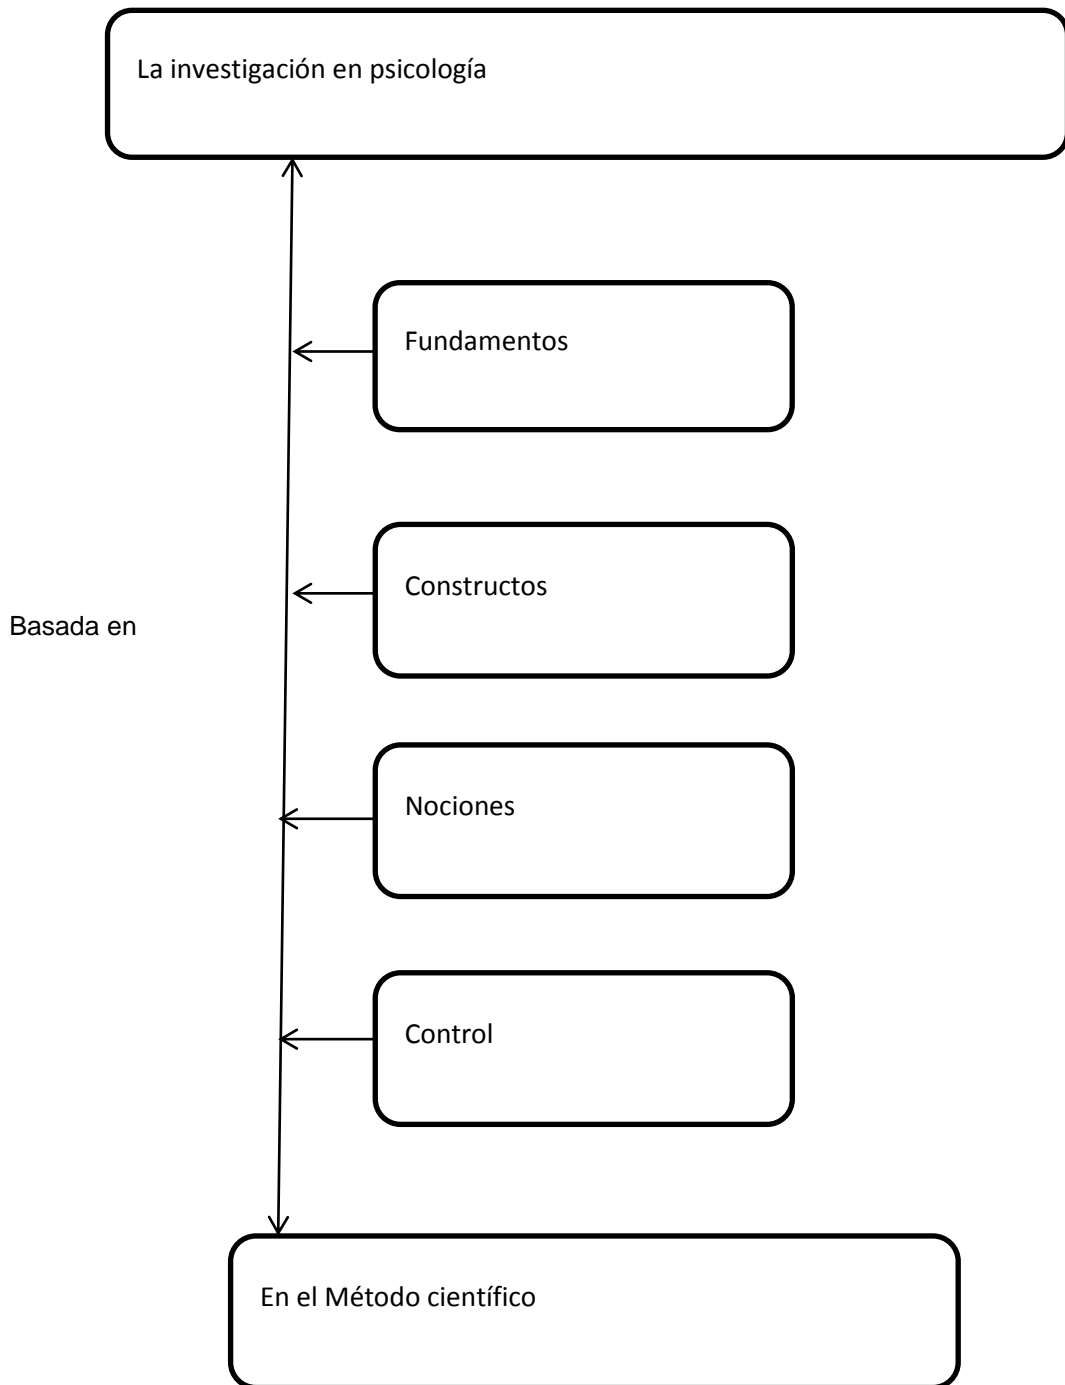 La investigación en psicología
Fundamentos
Constructos
Basada en
Nociones
Control
En el Método científico